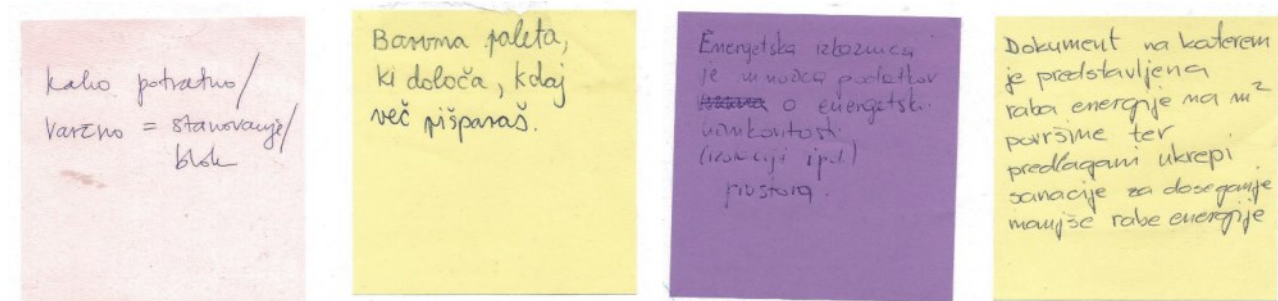 kako potratno/
varčno = stanovanje/
blok
Barvna paleta,
ki določa, kdaj
več pišparaš.
Energetska izkaznica
je množica podatkov
o energetski
učinkovitosti
(izolaciji ipd.)
prostora.
Dokument na katerem
je predstavljena
raba energije na m²
površine ter
predlagani ukrepi
sanacije za doseganje
manjše rabe energije